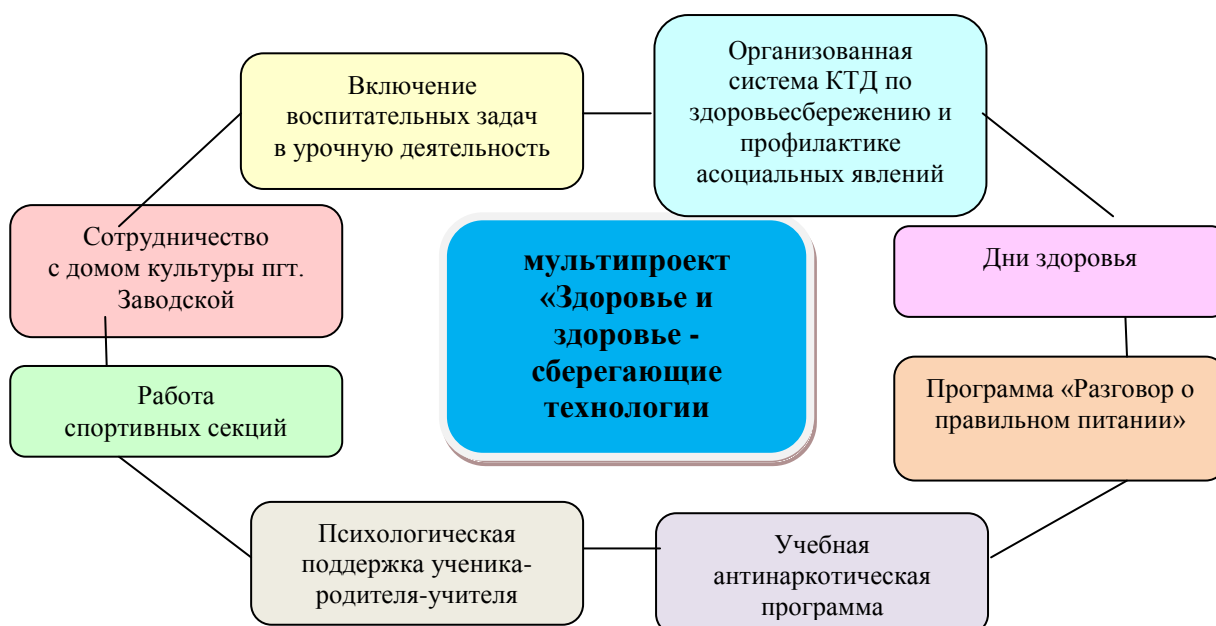 Включение
воспитательных задач
в урочную деятельность
Организованная
система КТД по
здоровьесбережению и
профилактике
асоциальных явлений
Сотрудничество
с домом культуры пгт.
Заводской
мультипроект
«Здоровье и
здоровье -
сберегающие
технологии
Дни здоровья
Работа
спортивных секций
Программа «Разговор о
правильном питании»
Психологическая
поддержка ученика-
родителя-учителя
Учебная
антинаркотическая
программа